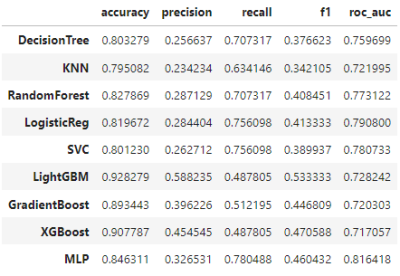 accuracy precision recall f1 roc_auc
DecisionTree 0.803279 0.256637 0.707317 0.376623 0.759699
KNN 0.795082 0.234234 0.634146 0.342105 0.721995
RandomForest 0.827869 0.287129 0.707317 0.408451 0.773122
LogisticReg 0.819672 0.284404 0.756098 0.413333 0.790800
SVC 0.801230 0.262712 0.756098 0.389937 0.780733
LightGBM 0.928279 0.588235 0.487805 0.533333 0.728242
GradientBoost 0.893443 0.396226 0.512195 0.446809 0.720303
XGBoost 0.907787 0.454545 0.487805 0.470588 0.717057
MLP 0.846311 0.326531 0.780488 0.460432 0.816418